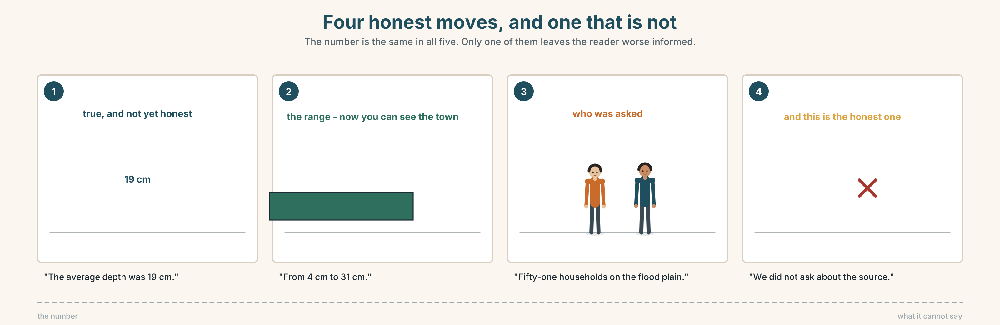 Four honest moves, and one that is not
The number is the same in all five. Only one of them leaves the reader worse informed.
1
true, and not yet honest
19 cm
"The average depth was 19 cm."
2
the range - now you can see the town
"From 4 cm to 31 cm."
3
who was asked
"Fifty-one households on the flood plain."
4
and this is the honest one
"We did not ask about the source."
the number
what it cannot say